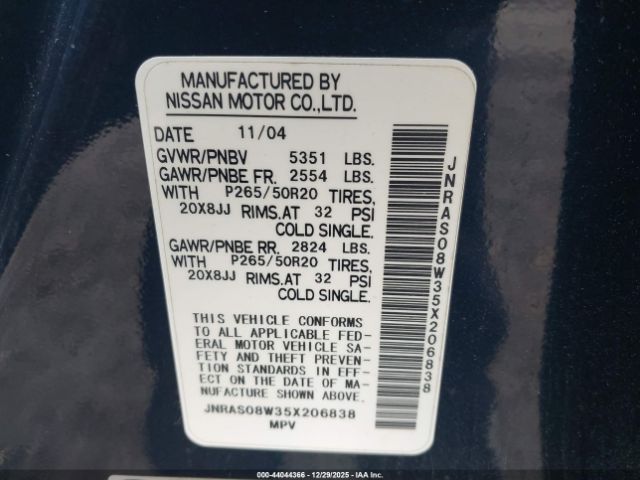 MANUFACTURED BY
NISSAN MOTOR CO.,LTD.
DATE 11/04
GVWR/PNBV 5351 LBS.
GAWR/PNBE FR. 2554 LBS.
WITH P265/50R20 TIRES,
20X8JJ RIMS.AT 32 PSI
COLD SINGLE.
GAWR/PNBE RR. 2824 LBS.
WITH P265/50R20 TIRES,
20X8JJ RIMS.AT 32 PSI
COLD SINGLE.
THIS VEHICLE CONFORMS
TO ALL APPLICABLE FED-
ERAL MOTOR VEHICLE SA-
FETY AND THEFT PREVEN-
TION STANDARDS IN EFF-
ECT ON THE DATE OF MA-
NUFACTURE SHOWN ABOVE.
JNRAS08W35X206838
MPV
JNRAS08W35X206838
000-44044366 - 12/29/2025 - COPYRIGHT IAA, LLC.